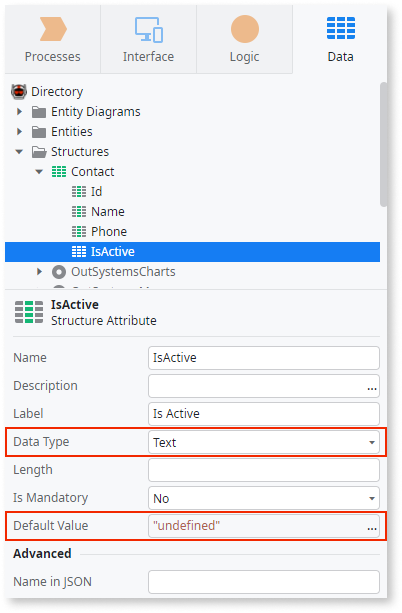 Processes
Interface
Logic
Data
Directory
Entity Diagrams
Entities
Structures
Contact
Id
Name
Phone
IsActive
OutSystemsCharts
IsActive
Structure Attribute
Name IsActive
Description ...
Label Is Active
Data Type Text
Length
Is Mandatory No
Default Value "undefined" ...
Advanced
Name in JSON